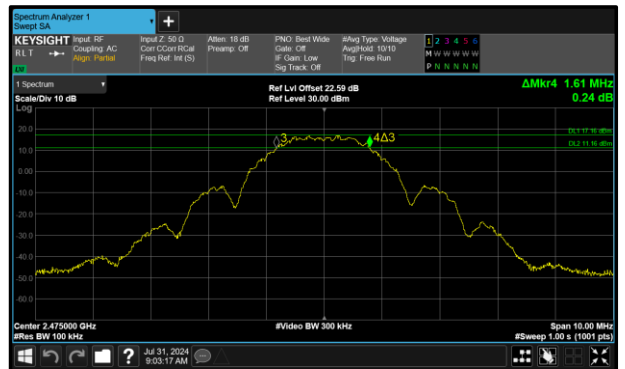 Spectrum Analyzer 1
Swept SA
+
KEYSIGHT
RLT
LV
Input: RF
Coupling: AC
Align: Partial
Input Z: 50 Ω
Corr CCorr RCal
Freq Ref: Int (S)
Atten: 18 dB
Preamp: Off
PNO: Best Wide
Gate: Off
IF Gain: Low
Sig Track: Off
#Avg Type: Voltage
Avg|Hold: 10/10
Trig: Free Run
1 2 3 4 5 6
M W W W W W
P N N N N N
1 Spectrum
Scale/Div 10 dB
Ref Lvl Offset 22.59 dB
Ref Level 30.00 dBm
ΔMkr4 1.61 MHz
0.24 dB
Log
20.0
10.0
0.00
-10.0
-20.0
-30.0
-40.0
-50.0
-60.0
3
4Δ3
DL1 17.16 dBm
DL2 11.16 dBm
Center 2.475000 GHz
#Res BW 100 kHz
#Video BW 300 kHz
Span 10.00 MHz
#Sweep 1.00 s (1001 pts)
?
Jul 31, 2024
9:03:17 AM